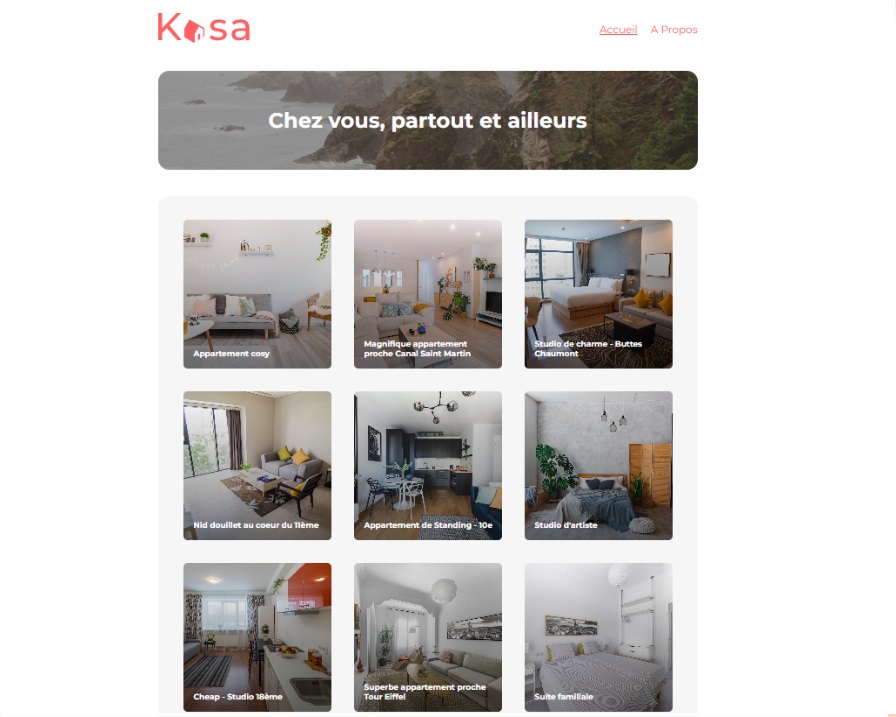 Kasa
Accueil
A Propos
Chez vous, partout et ailleurs
Appartement cosy
Magnifique appartement
proche Canal Saint Martin
Studio de charme - Buttes
Chaumont
Nid douillet au coeur du 11ème
Appartement de Standing - 10e
Studio d'artiste
Cheap - Studio 18ème
Superbe appartement proche
Tour Eiffel
Suite familiale